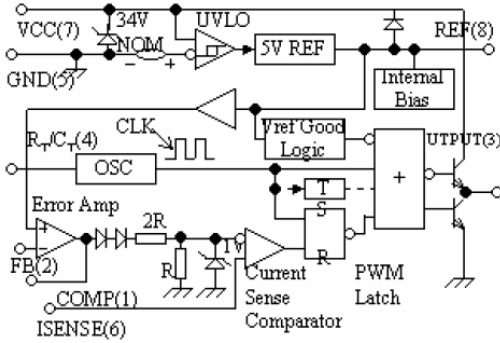 34V
UVLO
VCC(7)
NOM
5V REF
REF(8)
GND(5)
- +
Internal
Bias
CLK
Vref Good
Logic
RT/CT(4)
UTPUT(3)
OSC
T
+
Error Amp
2R
S
+
-
1V
R
FB(2)
R
Current
Sense
Comparator
PWM
Latch
COMP(1)
ISENSE(6)